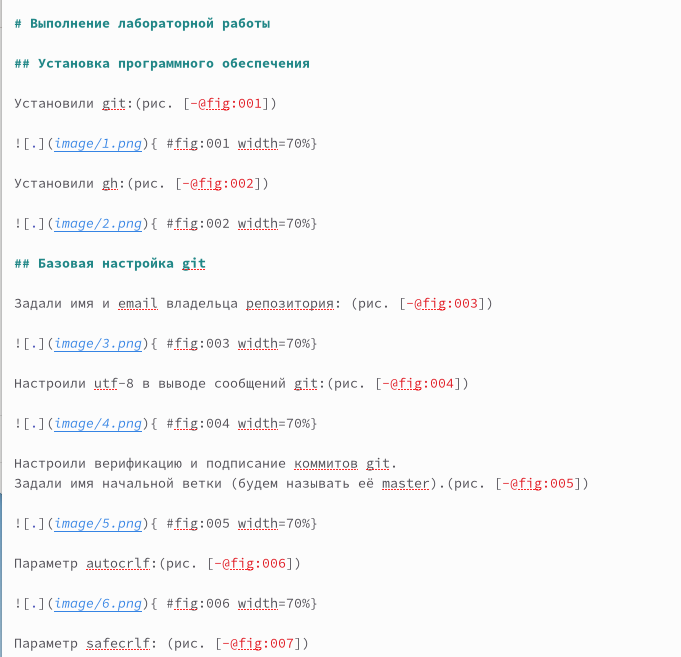 # Выполнение лабораторной работы
## Установка программного обеспечения
Установили git:(рис. [-@fig:001])
![.](image/1.png){ #fig:001 width=70%}
Установили gh:(рис. [-@fig:002])
![.](image/2.png){ #fig:002 width=70%}
## Базовая настройка git
Задали имя и email владельца репозитория: (рис. [-@fig:003])
![.](image/3.png){ #fig:003 width=70%}
Настроили utf-8 в выводе сообщений git:(рис. [-@fig:004])
![.](image/4.png){ #fig:004 width=70%}
Настроили верификацию и подписание коммитов git.
Задали имя начальной ветки (будем называть её master).(рис. [-@fig:005])
![.](image/5.png){ #fig:005 width=70%}
Параметр autocrlf:(рис. [-@fig:006])
![.](image/6.png){ #fig:006 width=70%}
Параметр safecrlf: (рис. [-@fig:007])